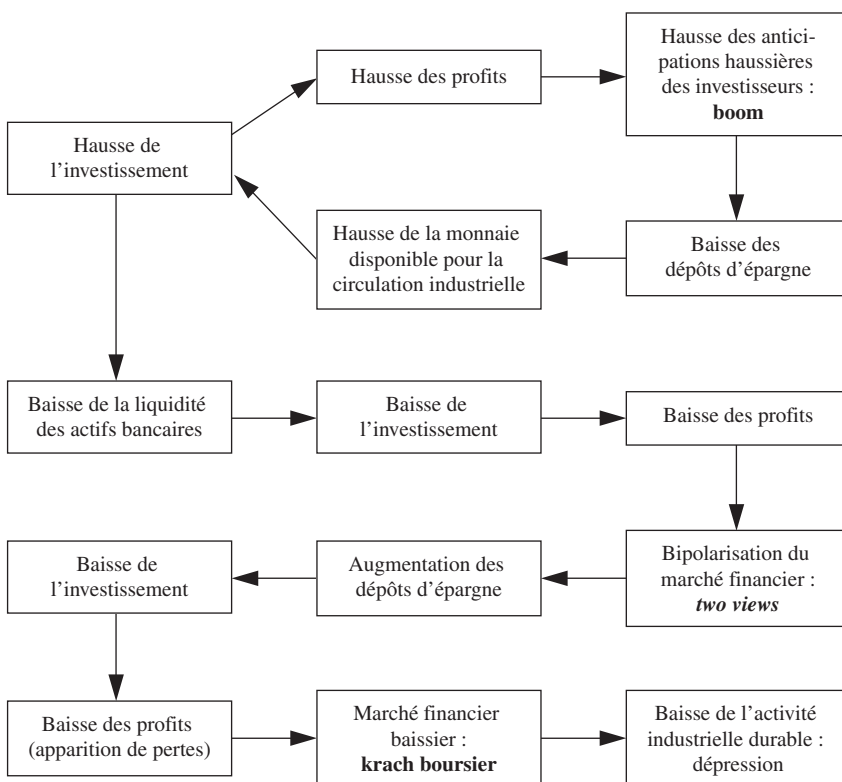 Hausse des profits
Hausse des antici-
pations haussières
des investisseurs :
boom
Hausse de
l'investissement
Hausse de la monnaie
disponible pour la
circulation industrielle
Baisse des
dépôts d'épargne
Baisse de la liquidité
des actifs bancaires
Baisse de
l'investissement
Baisse des profits
Baisse de
l'investissement
Augmentation des
dépôts d'épargne
Bipolarisation du
marché financier :
two views
Baisse des profits
(apparition de pertes)
Marché financier
baissier :
krach boursier
Baisse de l'activité
industrielle durable :
dépression